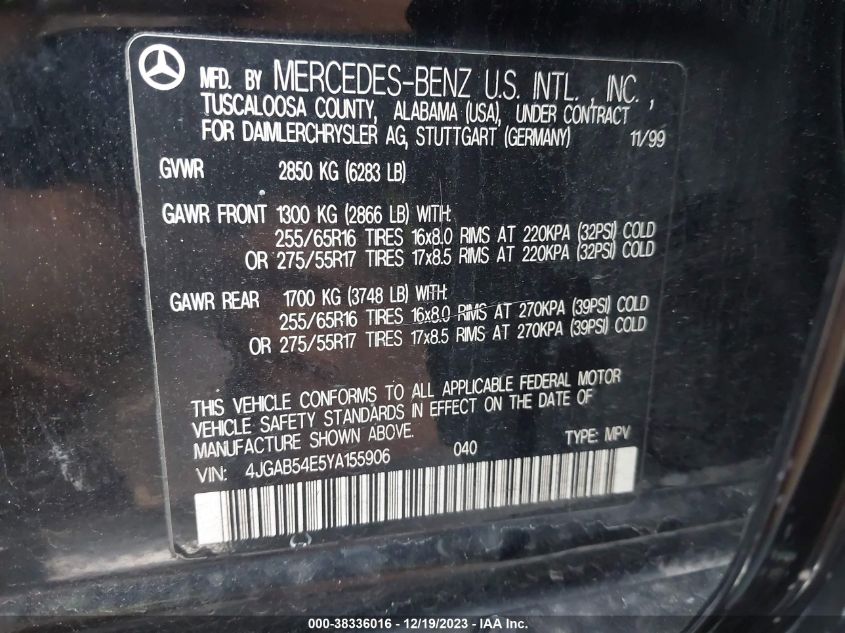 MFD. BY MERCEDES-BENZ U.S. INTL., INC.,
TUSCALOOSA COUNTY, ALABAMA (USA), UNDER CONTRACT
FOR DAIMLERCHRYSLER AG, STUTTGART (GERMANY) 11/99
GVWR 2850 KG (6283 LB)
GAWR FRONT 1300 KG (2866 LB) WITH:
255/65R16 TIRES 16x8.0 RIMS AT 220KPA (32PSI) COLD
OR 275/55R17 TIRES 17x8.5 RIMS AT 220KPA (32PSI) COLD
GAWR REAR 1700 KG (3748 LB) WITH:
255/65R16 TIRES 16x8.0 RIMS AT 270KPA (39PSI) COLD
OR 275/55R17 TIRES 17x8.5 RIMS AT 270KPA (39PSI) COLD
THIS VEHICLE CONFORMS TO ALL APPLICABLE FEDERAL MOTOR
VEHICLE SAFETY STANDARDS IN EFFECT ON THE DATE OF
MANUFACTURE SHOWN ABOVE.
VIN: 4JGAB54E5YA155906 040 TYPE: MPV
000-38336016 - 12/19/2023 - IAA Inc.